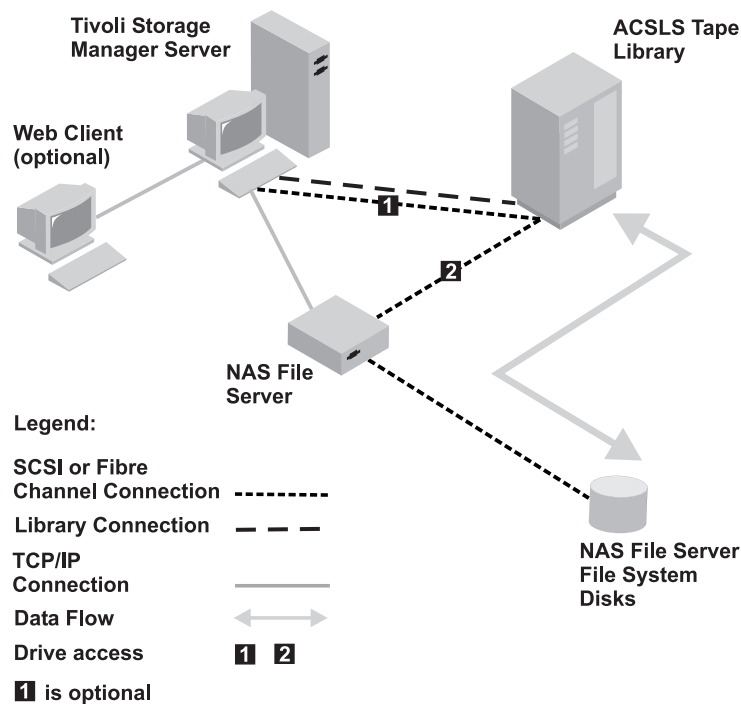 Tivoli Storage
Manager Server
ACSLS Tape
Library
Web Client
(optional)
1
2
NAS File
Server
Legend:
SCSI or Fibre
Channel Connection
Library Connection
TCP/IP
Connection
Data Flow
Drive access 1 2
1 is optional
NAS File Server
File System
Disks